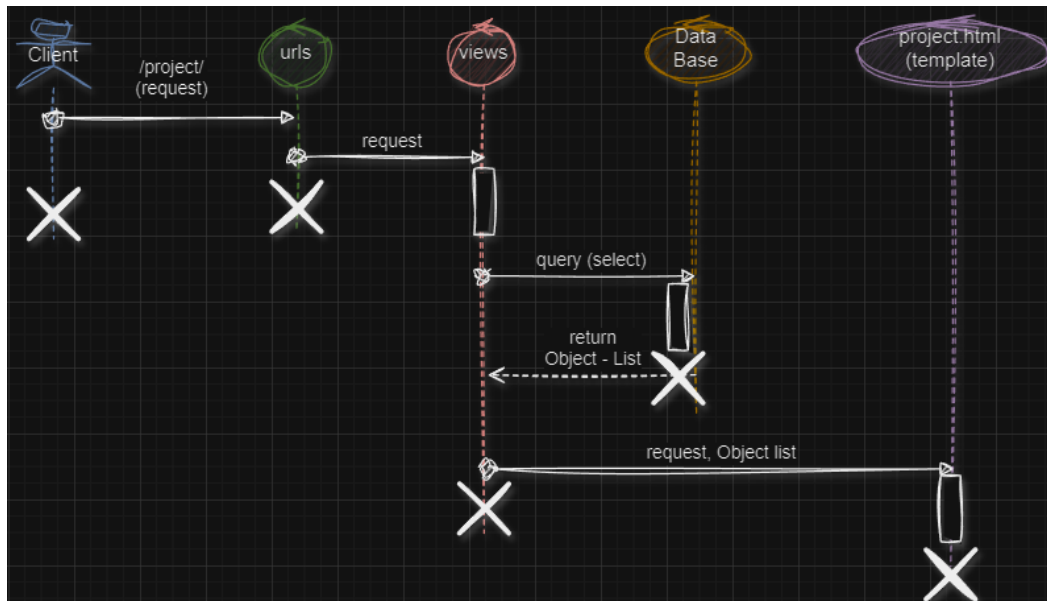 Client
urls
views
Data
Base
project.html
(template)
/project/
(request)
request
query (select)
return
Object - List
request, Object list